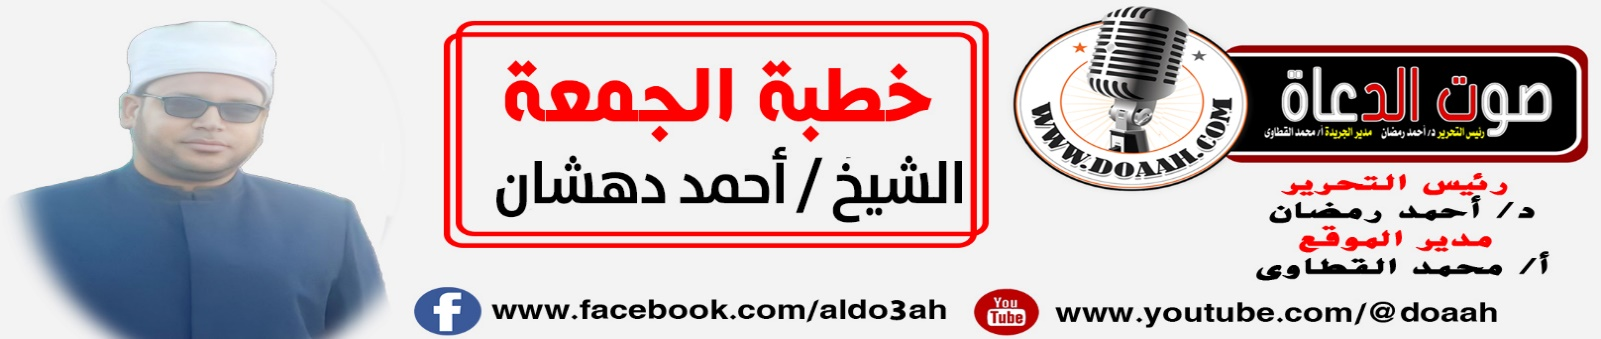 خطبة الجمعة
الشيخ / أحمد دهشان
www.facebook.com/aldo3ah
You
Tube
www.youtube.com/@doaah
WWW.DOAAH.COM
صوت الدعاة
رئيس التحرير د/ أحمد رمضان مدير الجريدة أ/ محمد القطاوى
رئيس التحرير
د/ أحمد رمضان
مدير الموقع
أ/ محمد القطاوى